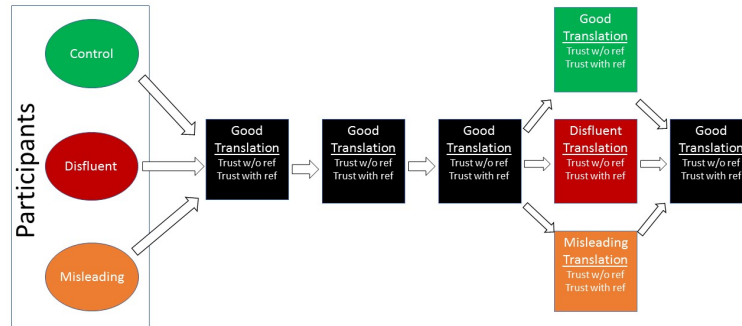 Participants
Control
Disfluent
Misleading
Good
Translation
Trust w/o ref
Trust with ref
Good
Translation
Trust w/o ref
Trust with ref
Good
Translation
Trust w/o ref
Trust with ref
Good
Translation
Trust w/o ref
Trust with ref
Disfluent
Translation
Trust w/o ref
Trust with ref
Misleading
Translation
Trust w/o ref
Trust with ref
Good
Translation
Trust w/o ref
Trust with ref